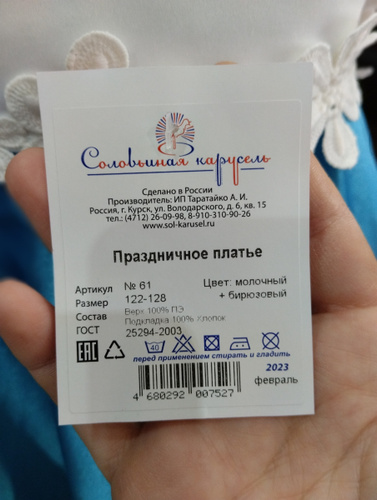 Соловьиная карусель
Сделано в России
Производитель: ИП Таратайко А. И.
Россия, г. Курск, ул. Володарского, д. 6, кв. 15
тел.: (4712) 26-09-98, 8-910-310-90-26
www.sol-karusel.ru
Праздничное платье
Артикул № 61 Цвет: молочный
Размер 122-128 + бирюзовый
Состав Верх 100% ПЭ
Подкладка 100% Хлопок
ГОСТ 25294-2003
EAC 40
перед применением стирать и гладить
2023
февраль
4 680292 007527